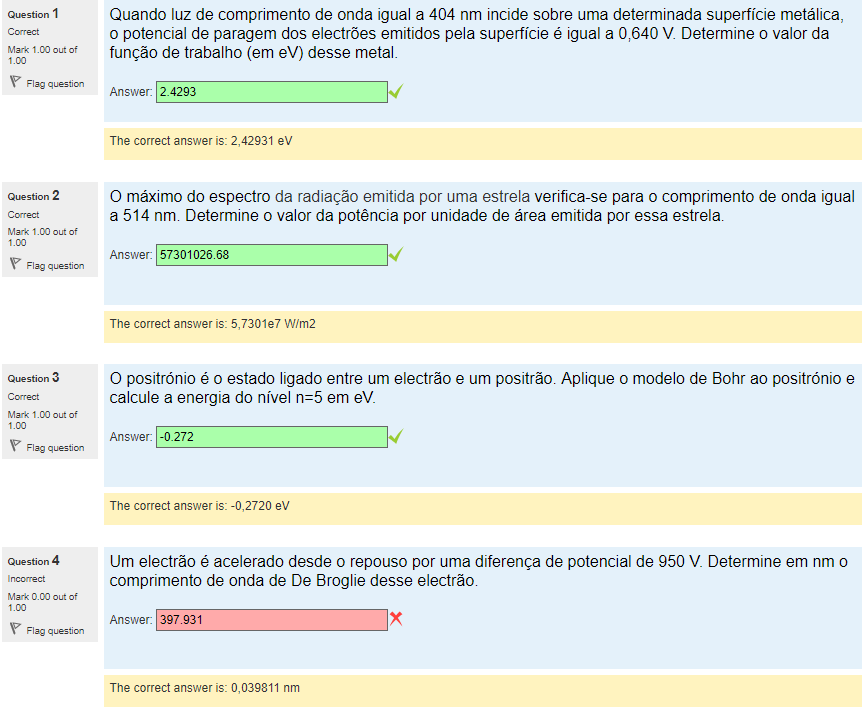 Question 1
Correct
Mark 1.00 out of
1.00
Flag question
Quando luz de comprimento de onda igual a 404 nm incide sobre uma determinada superfície metálica,
o potencial de paragem dos electrões emitidos pela superfície é igual a 0,640 V. Determine o valor da
função de trabalho (em eV) desse metal.
Answer: 2.4293
The correct answer is: 2,42931 eV
Question 2
Correct
Mark 1.00 out of
1.00
Flag question
O máximo do espectro da radiação emitida por uma estrela verifica-se para o comprimento de onda igual
a 514 nm. Determine o valor da potência por unidade de área emitida por essa estrela.
Answer: 57301026.68
The correct answer is: 5,7301e7 W/m2
Question 3
Correct
Mark 1.00 out of
1.00
Flag question
O positrónio é o estado ligado entre um electrão e um positrão. Aplique o modelo de Bohr ao positrónio e
calcule a energia do nível n=5 em eV.
Answer: -0.272
The correct answer is: -0,2720 eV
Question 4
Incorrect
Mark 0.00 out of
1.00
Flag question
Um electrão é acelerado desde o repouso por uma diferença de potencial de 950 V. Determine em nm o
comprimento de onda de De Broglie desse electrão.
Answer: 397.931
The correct answer is: 0,039811 nm